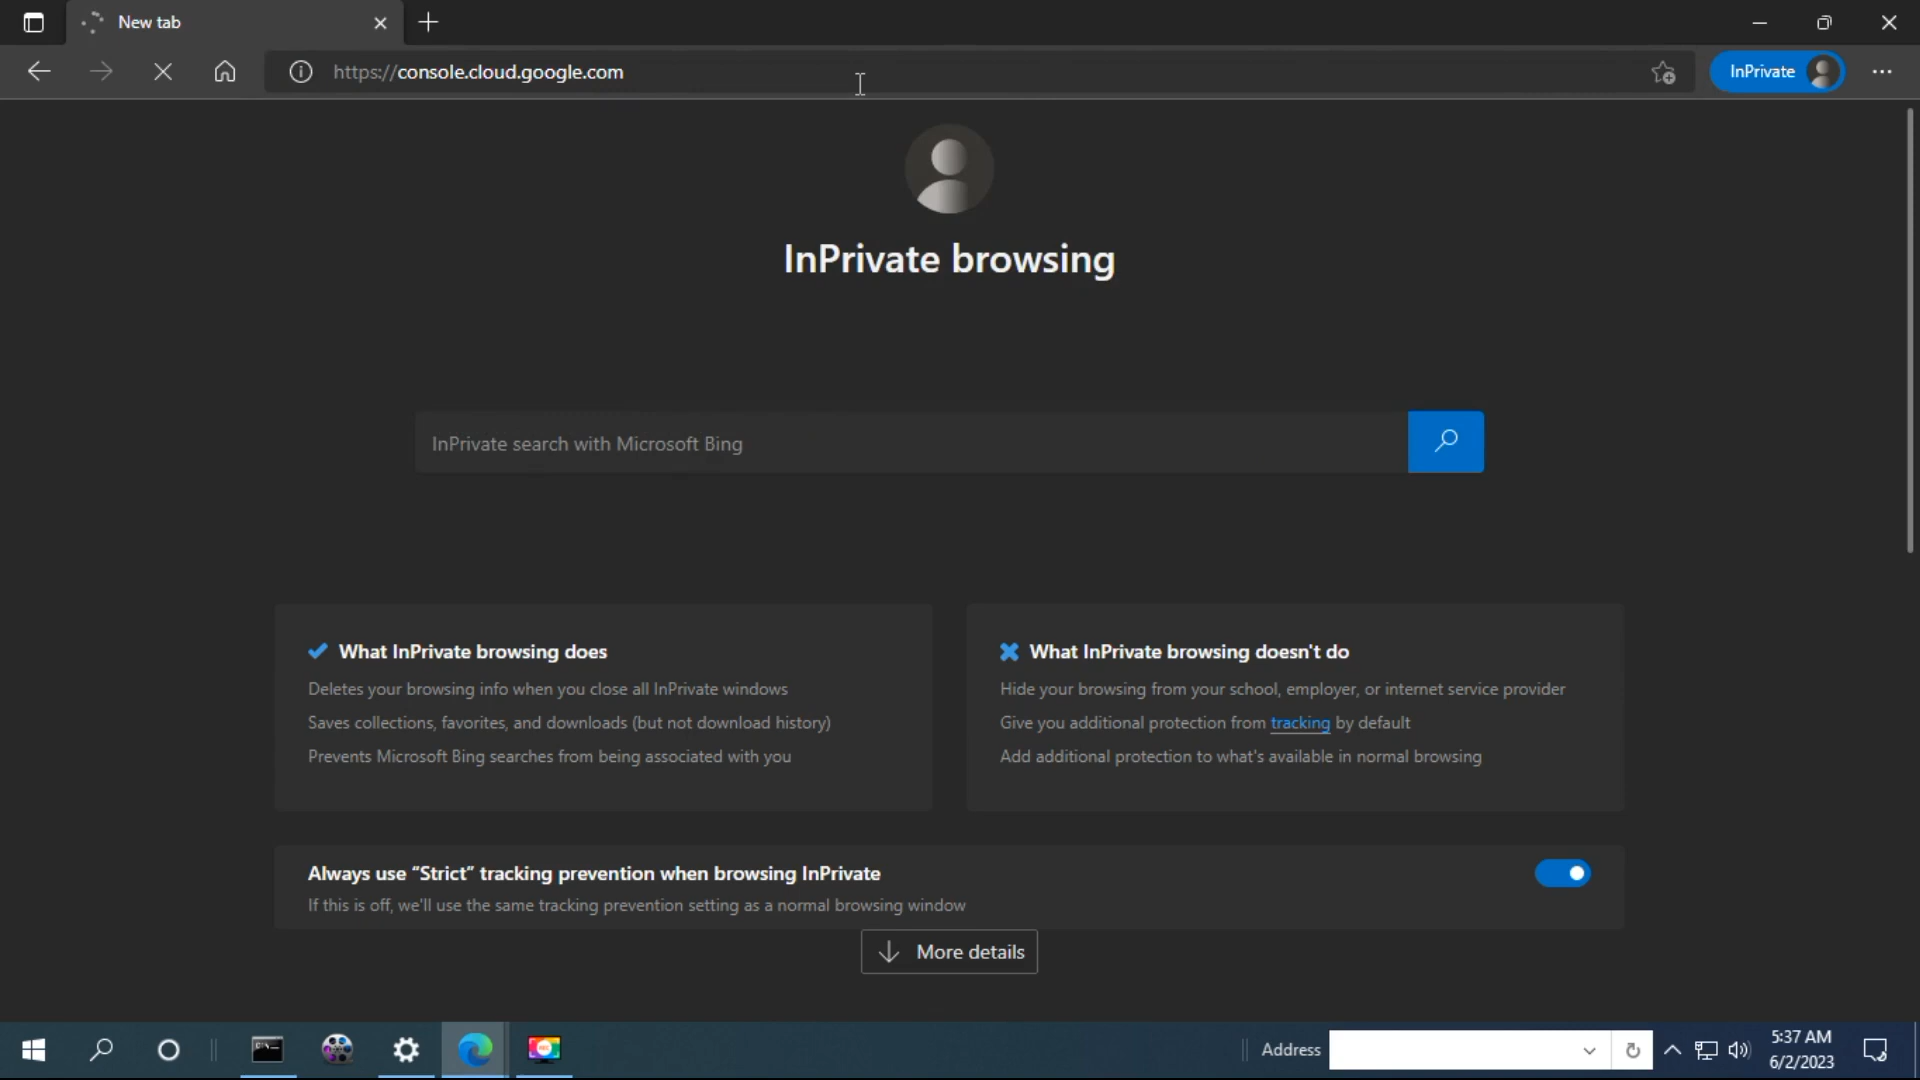 New tab
https://console.cloud.google.com
InPrivate
InPrivate browsing
InPrivate search with Microsoft Bing
What InPrivate browsing does
Deletes your browsing info when you close all InPrivate windows
Saves collections, favorites, and downloads (but not download history)
Prevents Microsoft Bing searches from being associated with you
What InPrivate browsing doesn't do
Hide your browsing from your school, employer, or internet service provider
Give you additional protection from tracking by default
Add additional protection to what's available in normal browsing
Always use “Strict” tracking prevention when browsing InPrivate
If this is off, we'll use the same tracking prevention setting as a normal browsing window
More details
Address
5:37 AM
6/2/2023